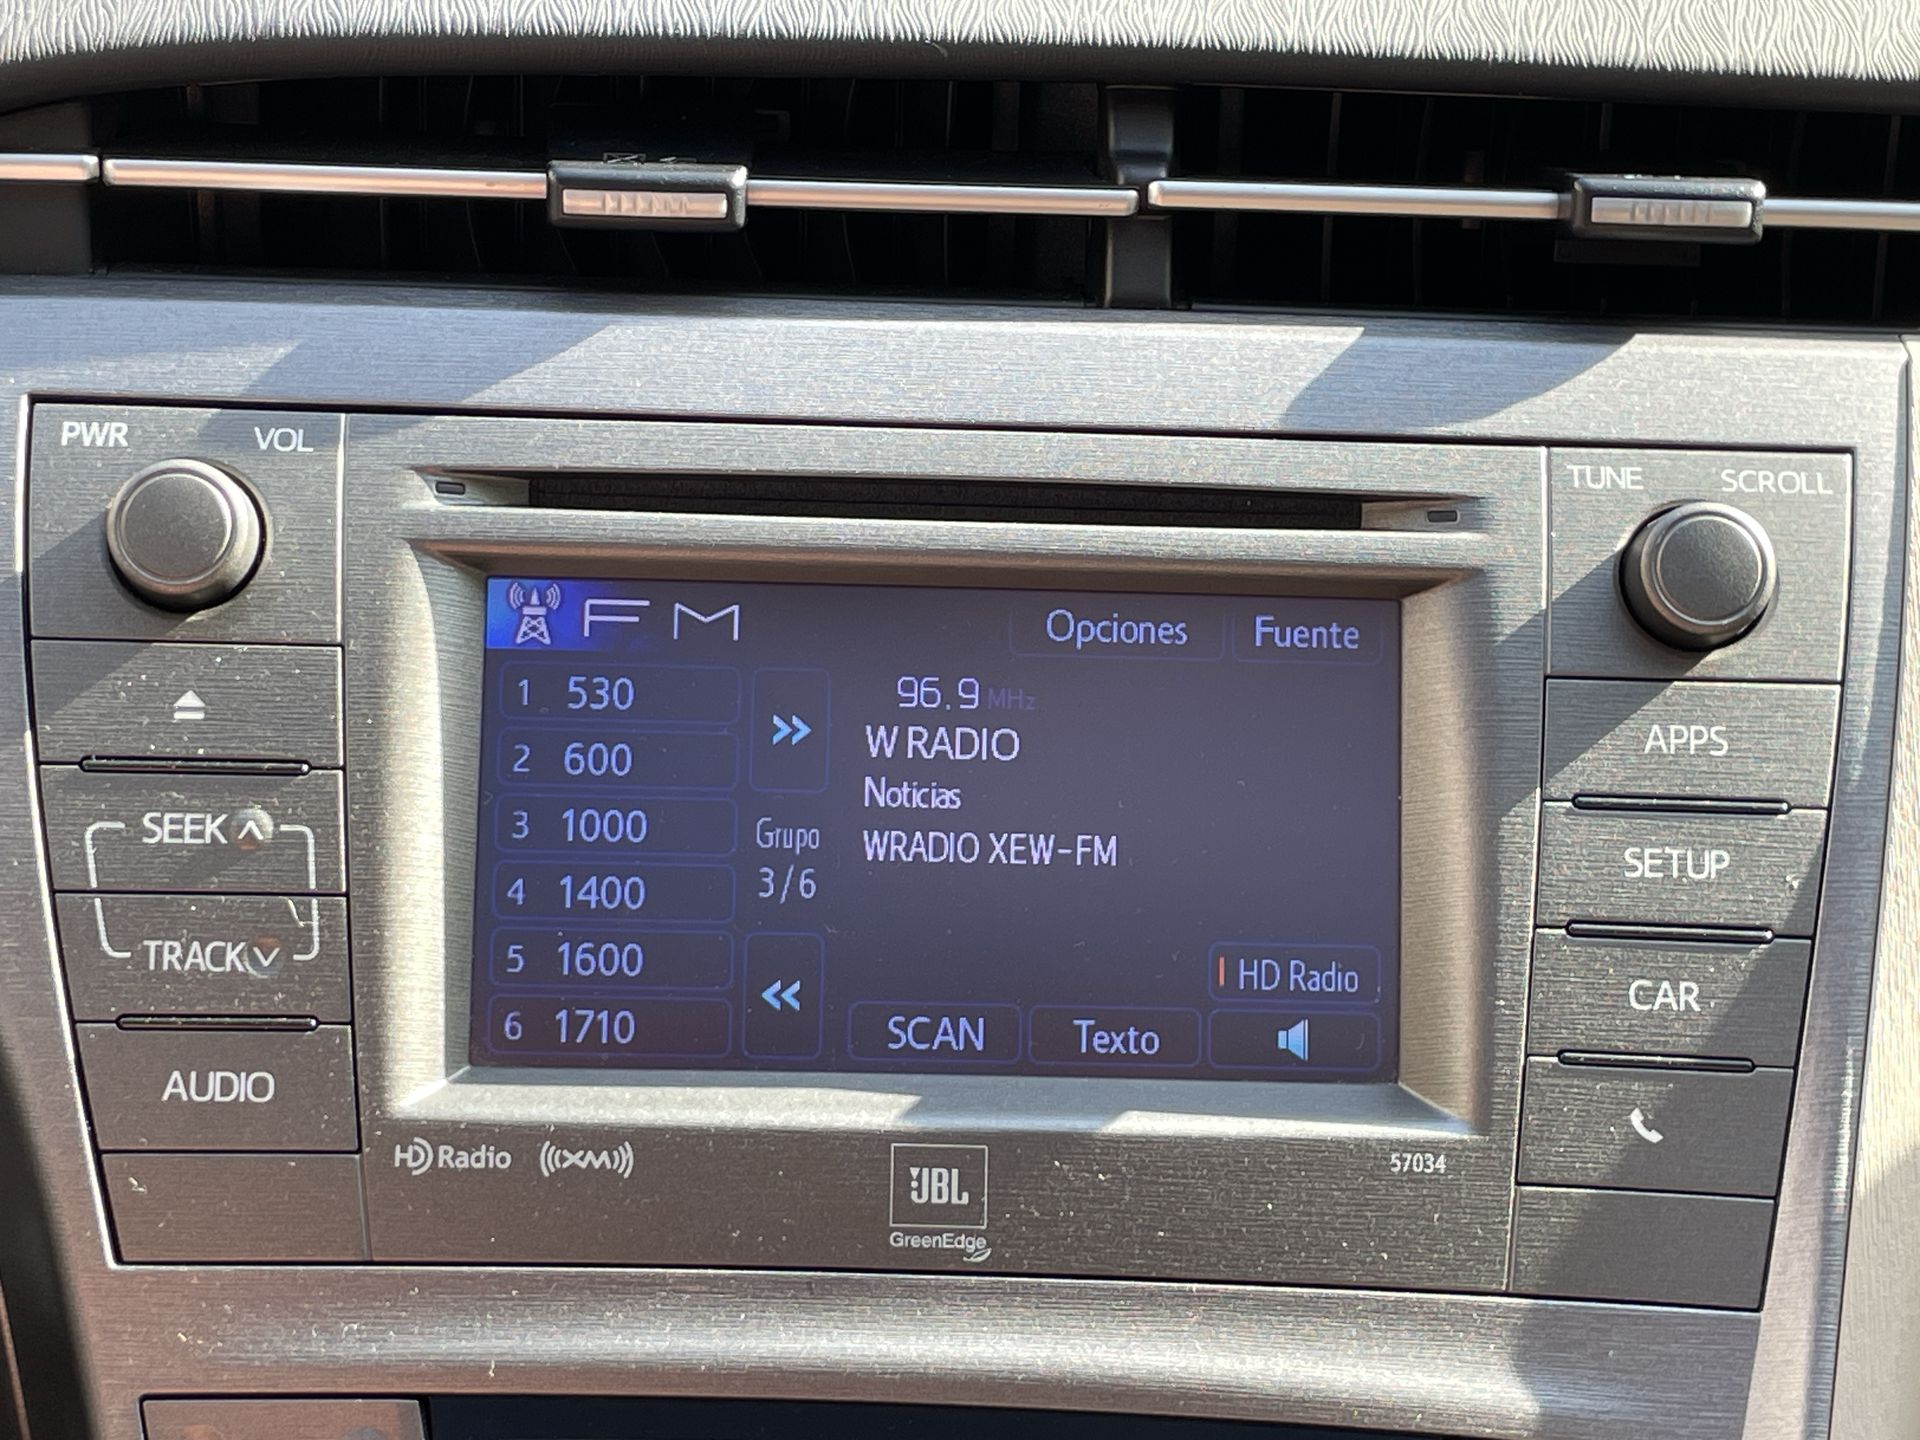 PWR VOL
TUNE SCROLL
FM Opciones Fuente
1 530
2 600
3 1000
4 1400
5 1600
6 1710
>>
Grupo
3/6
<<
96.9 MHz
W RADIO
Noticias
WRADIO XEW-FM
HD Radio
SCAN Texto
SEEK
TRACK
AUDIO
APPS
SETUP
CAR
HD Radio ((XM))
JBL
GreenEdge
57034